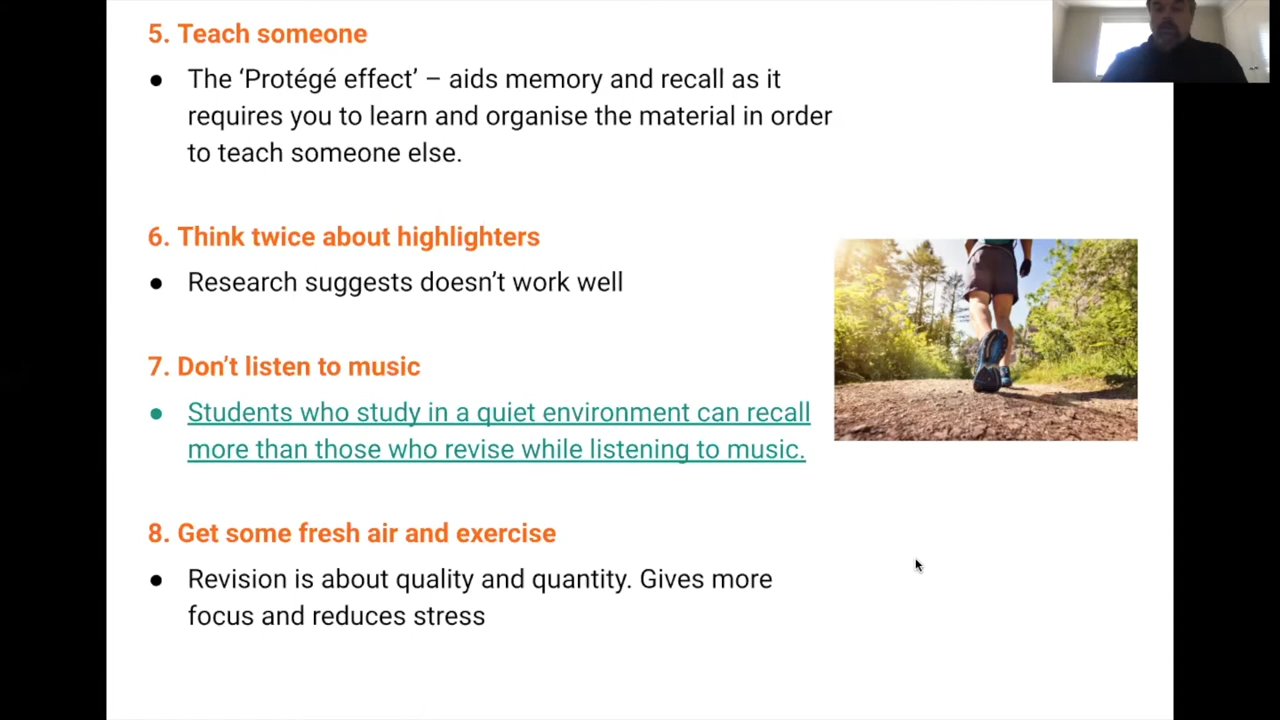 5. Teach someone
● The ‘Protégé effect’ – aids memory and recall as it
requires you to learn and organise the material in order
to teach someone else.
6. Think twice about highlighters
● Research suggests doesn’t work well
7. Don’t listen to music
● Students who study in a quiet environment can recall
more than those who revise while listening to music.
8. Get some fresh air and exercise
● Revision is about quality and quantity. Gives more
focus and reduces stress